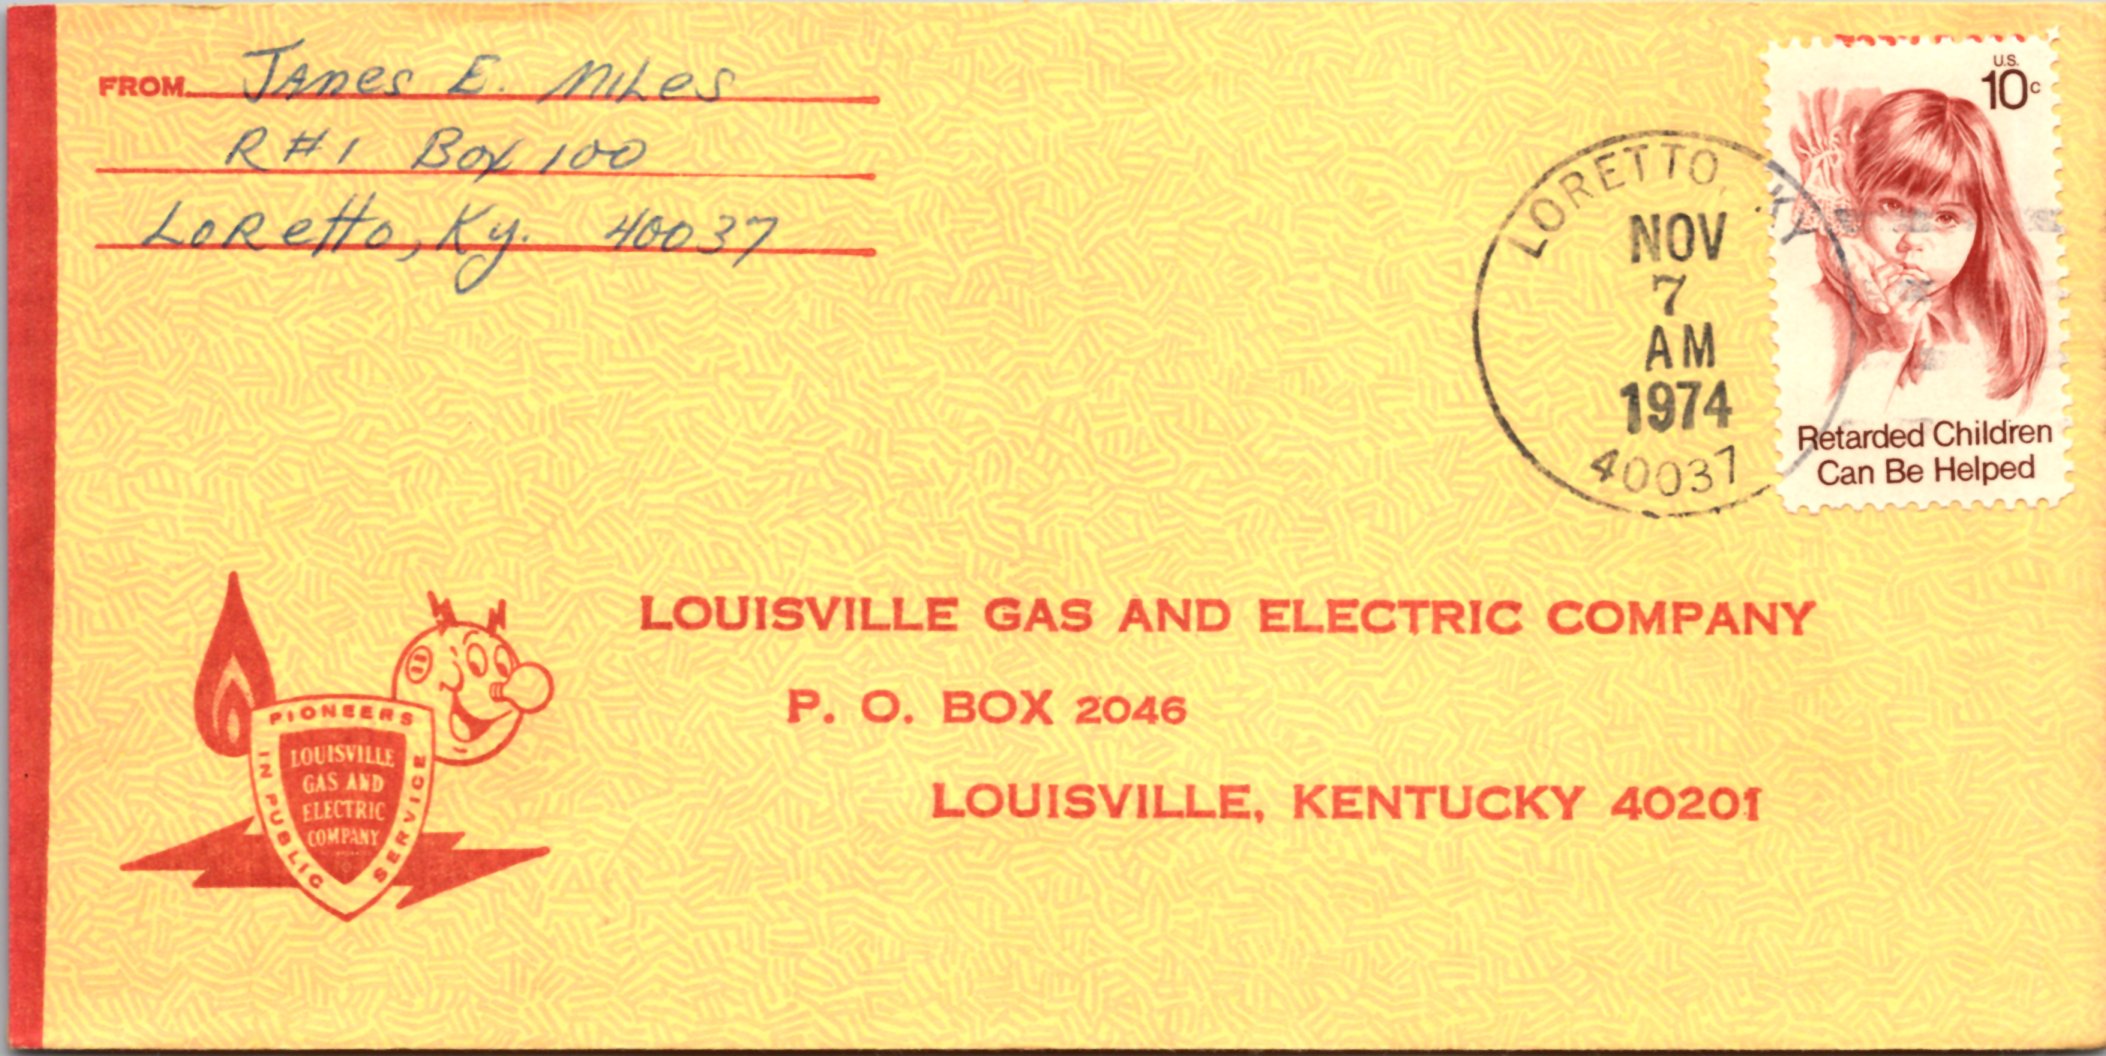 FROM James E. Miles
R#1 Box 100
Loretto, Ky. 40037
U.S.
10c
LORETTO, KY
NOV
7
AM
1974
40037
Retarded Children
Can Be Helped
LOUISVILLE GAS AND ELECTRIC COMPANY
P. O. BOX 2046
LOUISVILLE, KENTUCKY 40201
PIONEERS
IN PUBLIC
SERVICE
LOUISVILLE
GAS AND
ELECTRIC
COMPANY